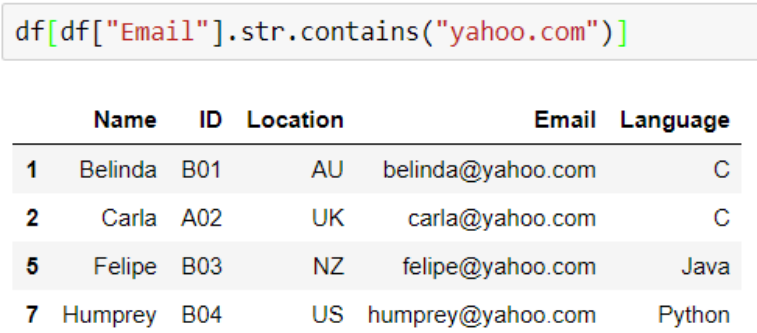 df[df["Email"].str.contains("yahoo.com")]
Name ID Location Email Language
1 Belinda B01 AU belinda@yahoo.com C
2 Carla A02 UK carla@yahoo.com C
5 Felipe B03 NZ felipe@yahoo.com Java
7 Humprey B04 US humprey@yahoo.com Python